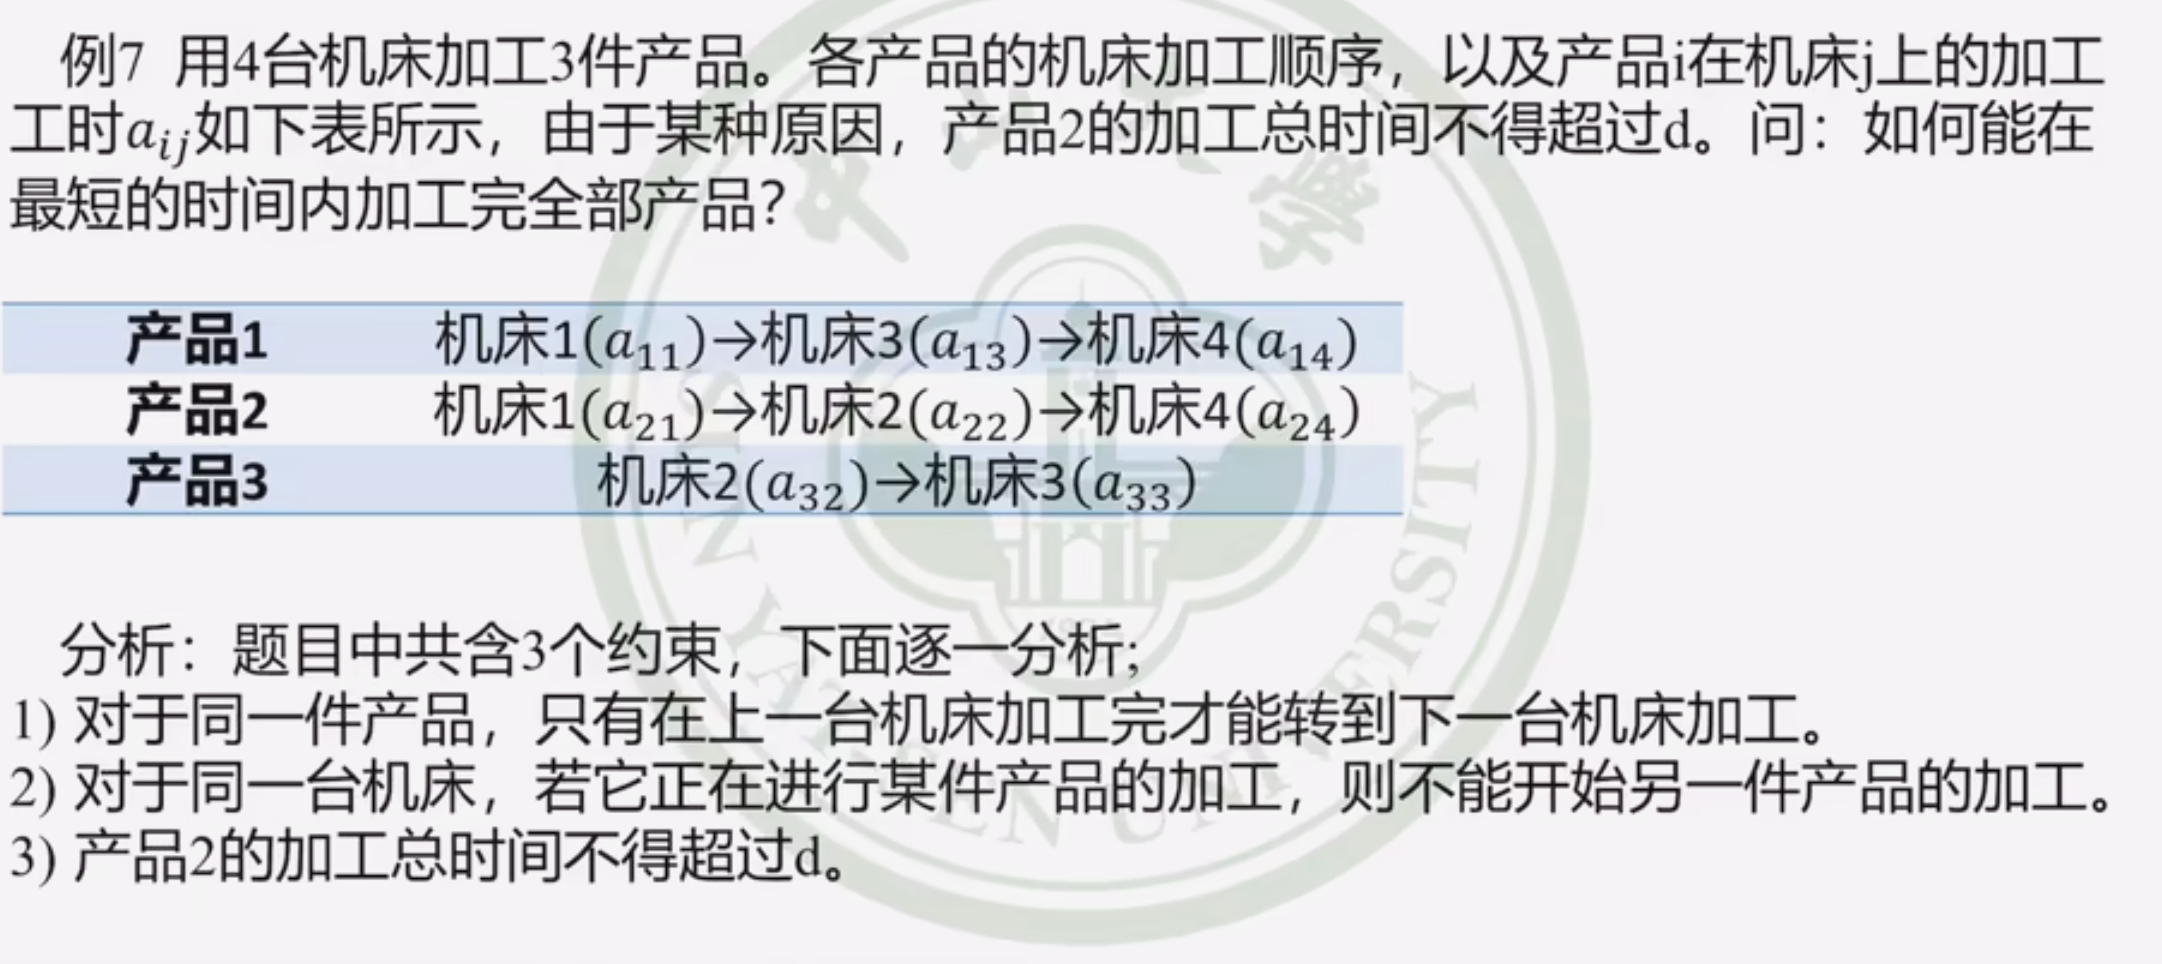 例7 用4台机床加工3件产品。各产品的机床加工顺序，以及产品i在机床j上的加工
工时a_{ij}如下表所示，由于某种原因，产品2的加工总时间不得超过d。问：如何能在
最短的时间内加工完全部产品？
产品1 机床1(a_{11})→机床3(a_{13})→机床4(a_{14})
产品2 机床1(a_{21})→机床2(a_{22})→机床4(a_{24})
产品3 机床2(a_{32})→机床3(a_{33})
分析：题目中共含3个约束，下面逐一分析;
1) 对于同一件产品，只有在上一台机床加工完才能转到下一台机床加工。
2) 对于同一台机床，若它正在进行某件产品的加工，则不能开始另一件产品的加工。
3) 产品2的加工总时间不得超过d。